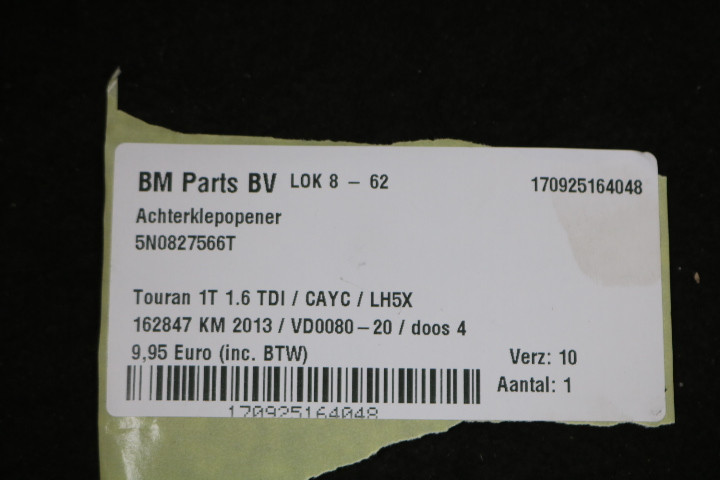 BM Parts BV LOK 8 - 62 170925164048
Achterklepopener
5N0827566T
Touran 1T 1.6 TDI / CAYC / LH5X
162847 KM 2013 / VD0080-20 / doos 4
9,95 Euro (inc. BTW) Verz: 10
Aantal: 1
170925164048